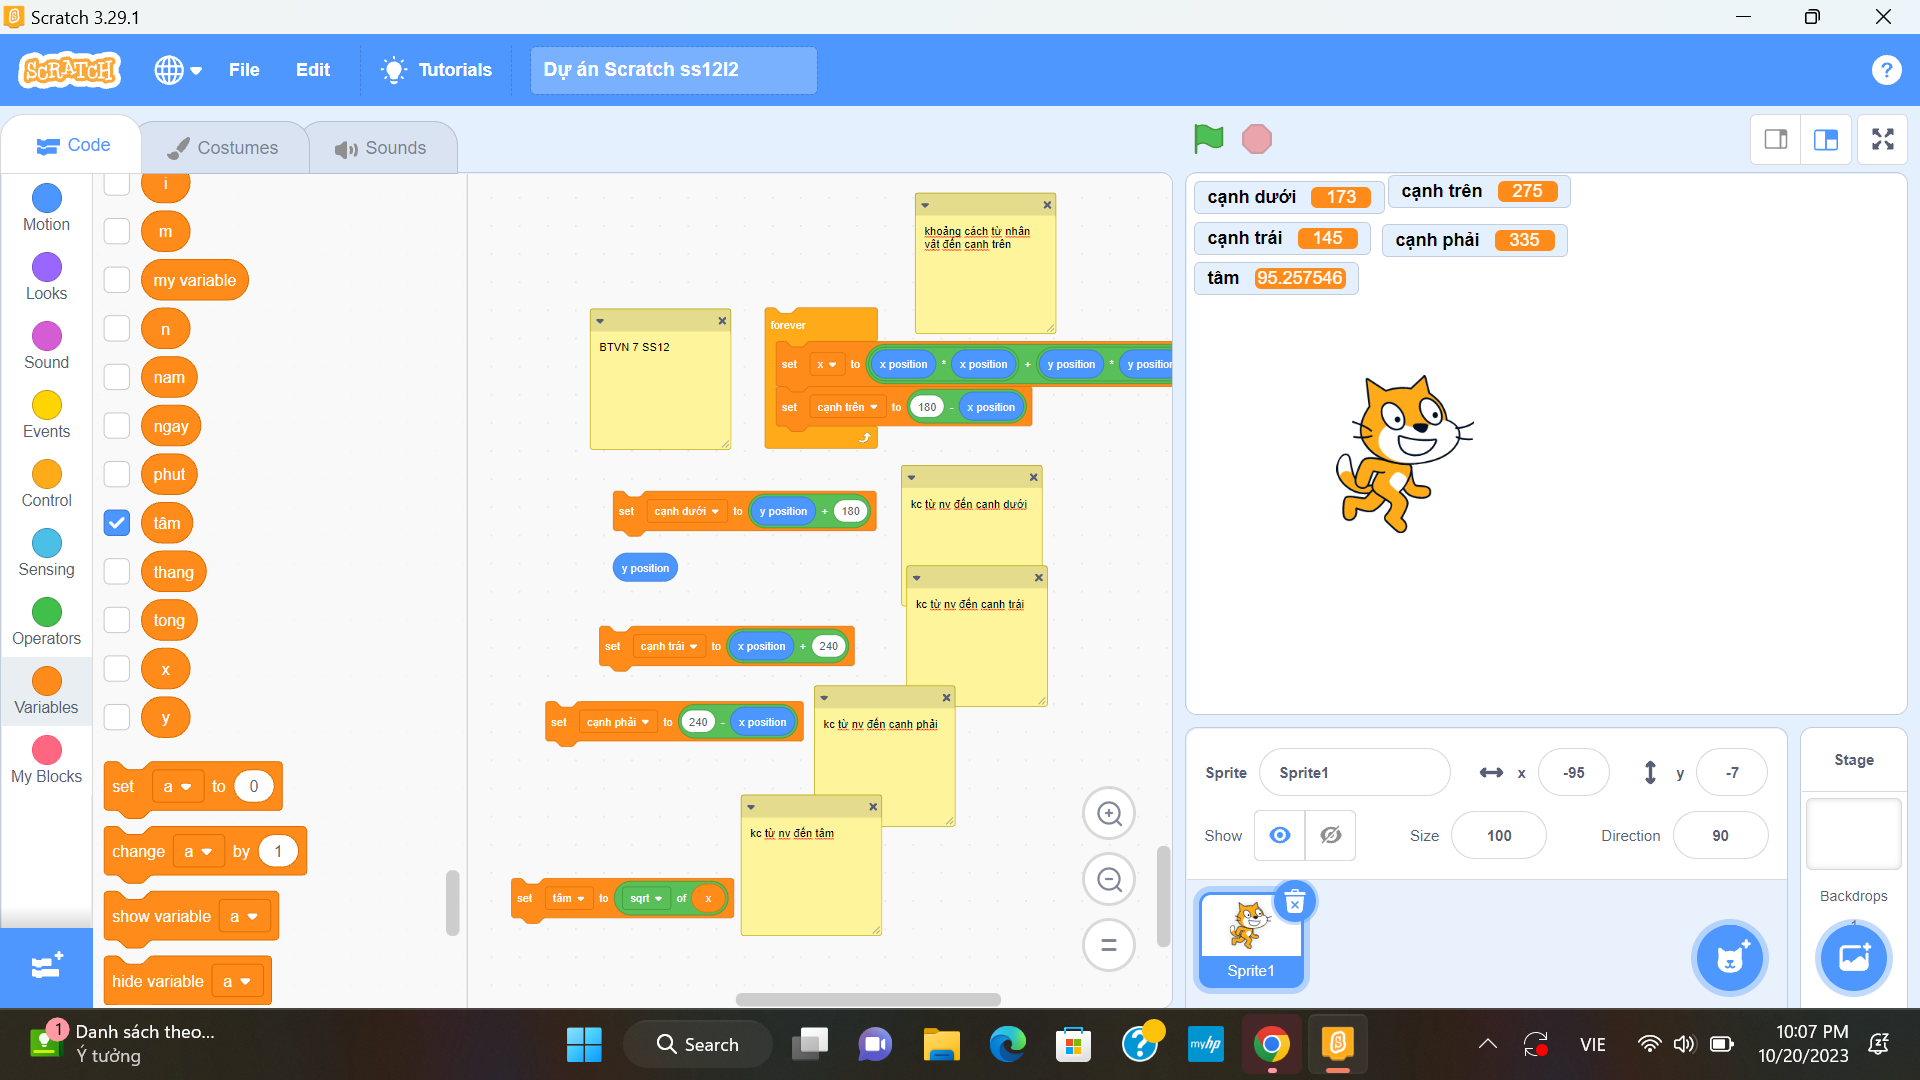 Scratch 3.29.1
SCRATCH
File
Edit
Tutorials
Dự án Scratch ss12l2
?
Code
Costumes
Sounds
Motion
Looks
Sound
Events
Control
Sensing
Operators
Variables
My Blocks
i
m
my variable
n
nam
ngay
phut
tâm
thang
tong
x
y
set a to 0
change a by 1
show variable a
hide variable a
khoảng cách từ nhân
vật đến cạnh trên
BTVN 7 SS12
forever
set x to x position * x position + y position * y position
set cạnh trên to 180 - x position
set cạnh dưới to y position + 180
kc từ nv đến cạnh dưới
y position
kc từ nv đến cạnh trái
set cạnh trái to x position + 240
set cạnh phải to 240 - x position
kc từ nv đến cạnh phải
kc từ nv đến tâm
set tâm to sqrt of x
cạnh dưới 173
cạnh trên 275
cạnh trái 145
cạnh phải 335
tâm 95.257546
Sprite Sprite1 x -95 y -7
Show Size 100 Direction 90
Sprite1
Stage
Backdrops
1
1 Danh sách theo...
Ý tưởng
Search
myhp
VIE
10:07 PM
10/20/2023